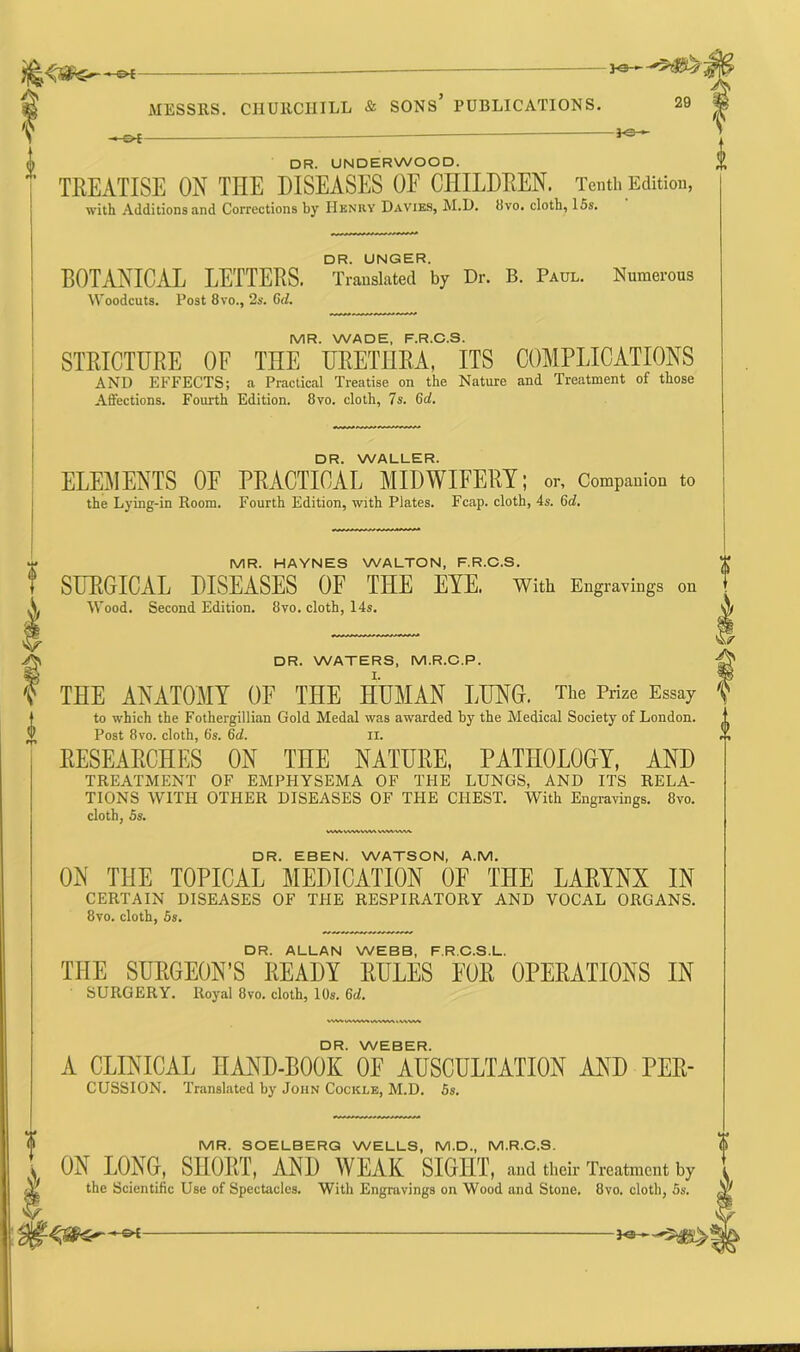 MESSRS. CHURCHILL & SONS' PUBLICATIONS. 29
DR. UNDERWOOD.
TREATISE ON THE DISEASES OF CHILDREN. Tenth Edition,
with Additions and Corrections by Henry Davies, M.D. 8vo. cloth, 15s.
DR. UNGER.
BOTANICAL LETTERS. Translated by Dr. B. Paul. Numerous
Woodcuts. Post 8vo., 2s. 6d.
MR. WADE, F.R.C.S.
STRICTURE OF THE URETHRA, ITS COMPLICATIONS
AND EFFECTS; a Practical Treatise on the Nature and Treatment of those
Affections. Fourth Edition. 8vo. cloth, 7s. 6d.
DR. WALLER.
ELEMENTS OF PRACTICAL MIDWIFERY; or, Companion to
the Lying-in Room. Fourth Edition, with Plates. Fcap. cloth, 4s. 6d.
MR. HAYNES WALTON, F.R.C.S.
SURGICAL DISEASES OF THE EYE. With Engravings on
Wood. Second Edition. 8vo. cloth, 14s.
DR. WATERS, M.R.C.P.
I.
THE ANATOMY OF THE HUMAN LUNG. The Prize Essay
to which the Fothergillian Gold Medal was awarded by the Medical Society of London.
Post 8vo. cloth, 6s. 6d. II.
RESEARCHES ON THE NATURE, PATHOLOGY, AND
TREATMENT OF EMPHYSEMA OF THE LUNGS, AND ITS RELA-
TIONS WITH OTHER DISEASES OF THE CHEST. With Engravings. 8vo.
cloth, 5s.
DR. EBEN. WATSON, A.M.
ON THE TOPICAL MEDICATION OF THE LARYNX IN
CERTAIN DISEASES OF THE RESPIRATORY AND VOCAL ORGANS.
8vo. cloth, 5s.
DR. ALLAN WEBB, F.R.C.S.L.
THE SURGEON'S READY RULES FOR OPERATIONS IN
SURGERY. Royal 8vo. cloth, 10s. 6d.
DR. WEBER.
A CLINICAL HAND-BOOK OF AUSCULTATION AND PER-
CUSSION. Translated by John Cockle, M.D. 5s.
MR. SOELBERG WELLS, M.D., M.R.C.S.
ON LONG, SHORT, AND WEAK SIGHT, and their Treatment by
the Scientific Use of Spectacles. With Engravings on Wood and Stone. 8vo. cloth, 5s.